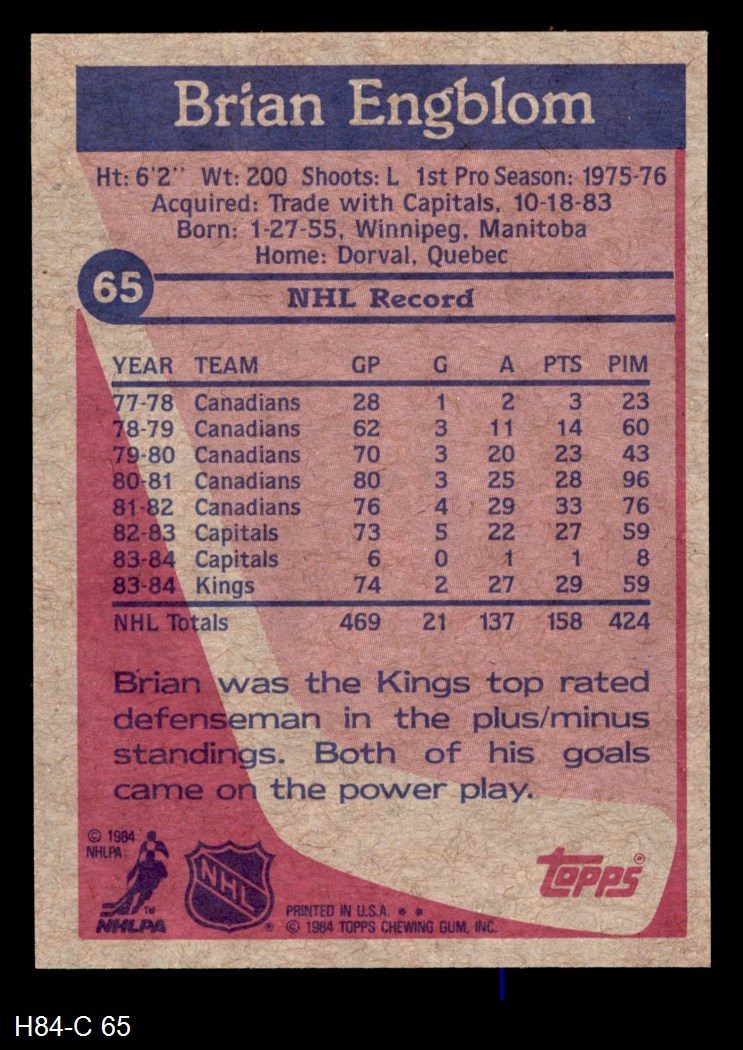 Brian Engblom
Ht: 6'2" Wt: 200 Shoots: L 1st Pro Season: 1975-76
Acquired: Trade with Capitals, 10-18-83
Born: 1-27-55, Winnipeg, Manitoba
Home: Dorval, Quebec
65
NHL Record
YEAR TEAM GP G A PTS PIM
77-78 Canadians 28 1 2 3 23
78-79 Canadians 62 3 11 14 60
79-80 Canadians 70 3 20 23 43
80-81 Canadians 80 3 25 28 96
81-82 Canadians 76 4 29 33 76
82-83 Capitals 73 5 22 27 59
83-84 Capitals 6 0 1 1 8
83-84 Kings 74 2 27 29 59
NHL Totals 469 21 137 158 424
Brian was the Kings top rated
defenseman in the plus/minus
standings. Both of his goals
came on the power play.
© 1984
NHLPA
TM
NHLPA
NHL
®
topps®
PRINTED IN U.S.A. * *
© 1984 TOPPS CHEWING GUM, INC.
H84-C 65